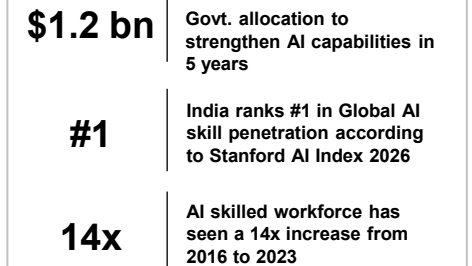 $1.2 bn
Govt. allocation to
strengthen AI capabilities in
5 years
#1
India ranks #1 in Global AI
skill penetration according
to Stanford AI Index 2026
14x
AI skilled workforce has
seen a 14x increase from
2016 to 2023